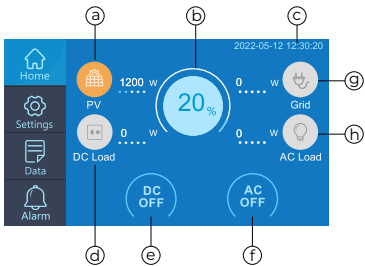 a b c
2022-05-12 12:30:20
Home
1200 W
0 W
20%
PV
Grid
g
Settings
0 W
0 W
DC Load
AC Load
h
Data
DC
OFF
AC
OFF
Alarm
d e f